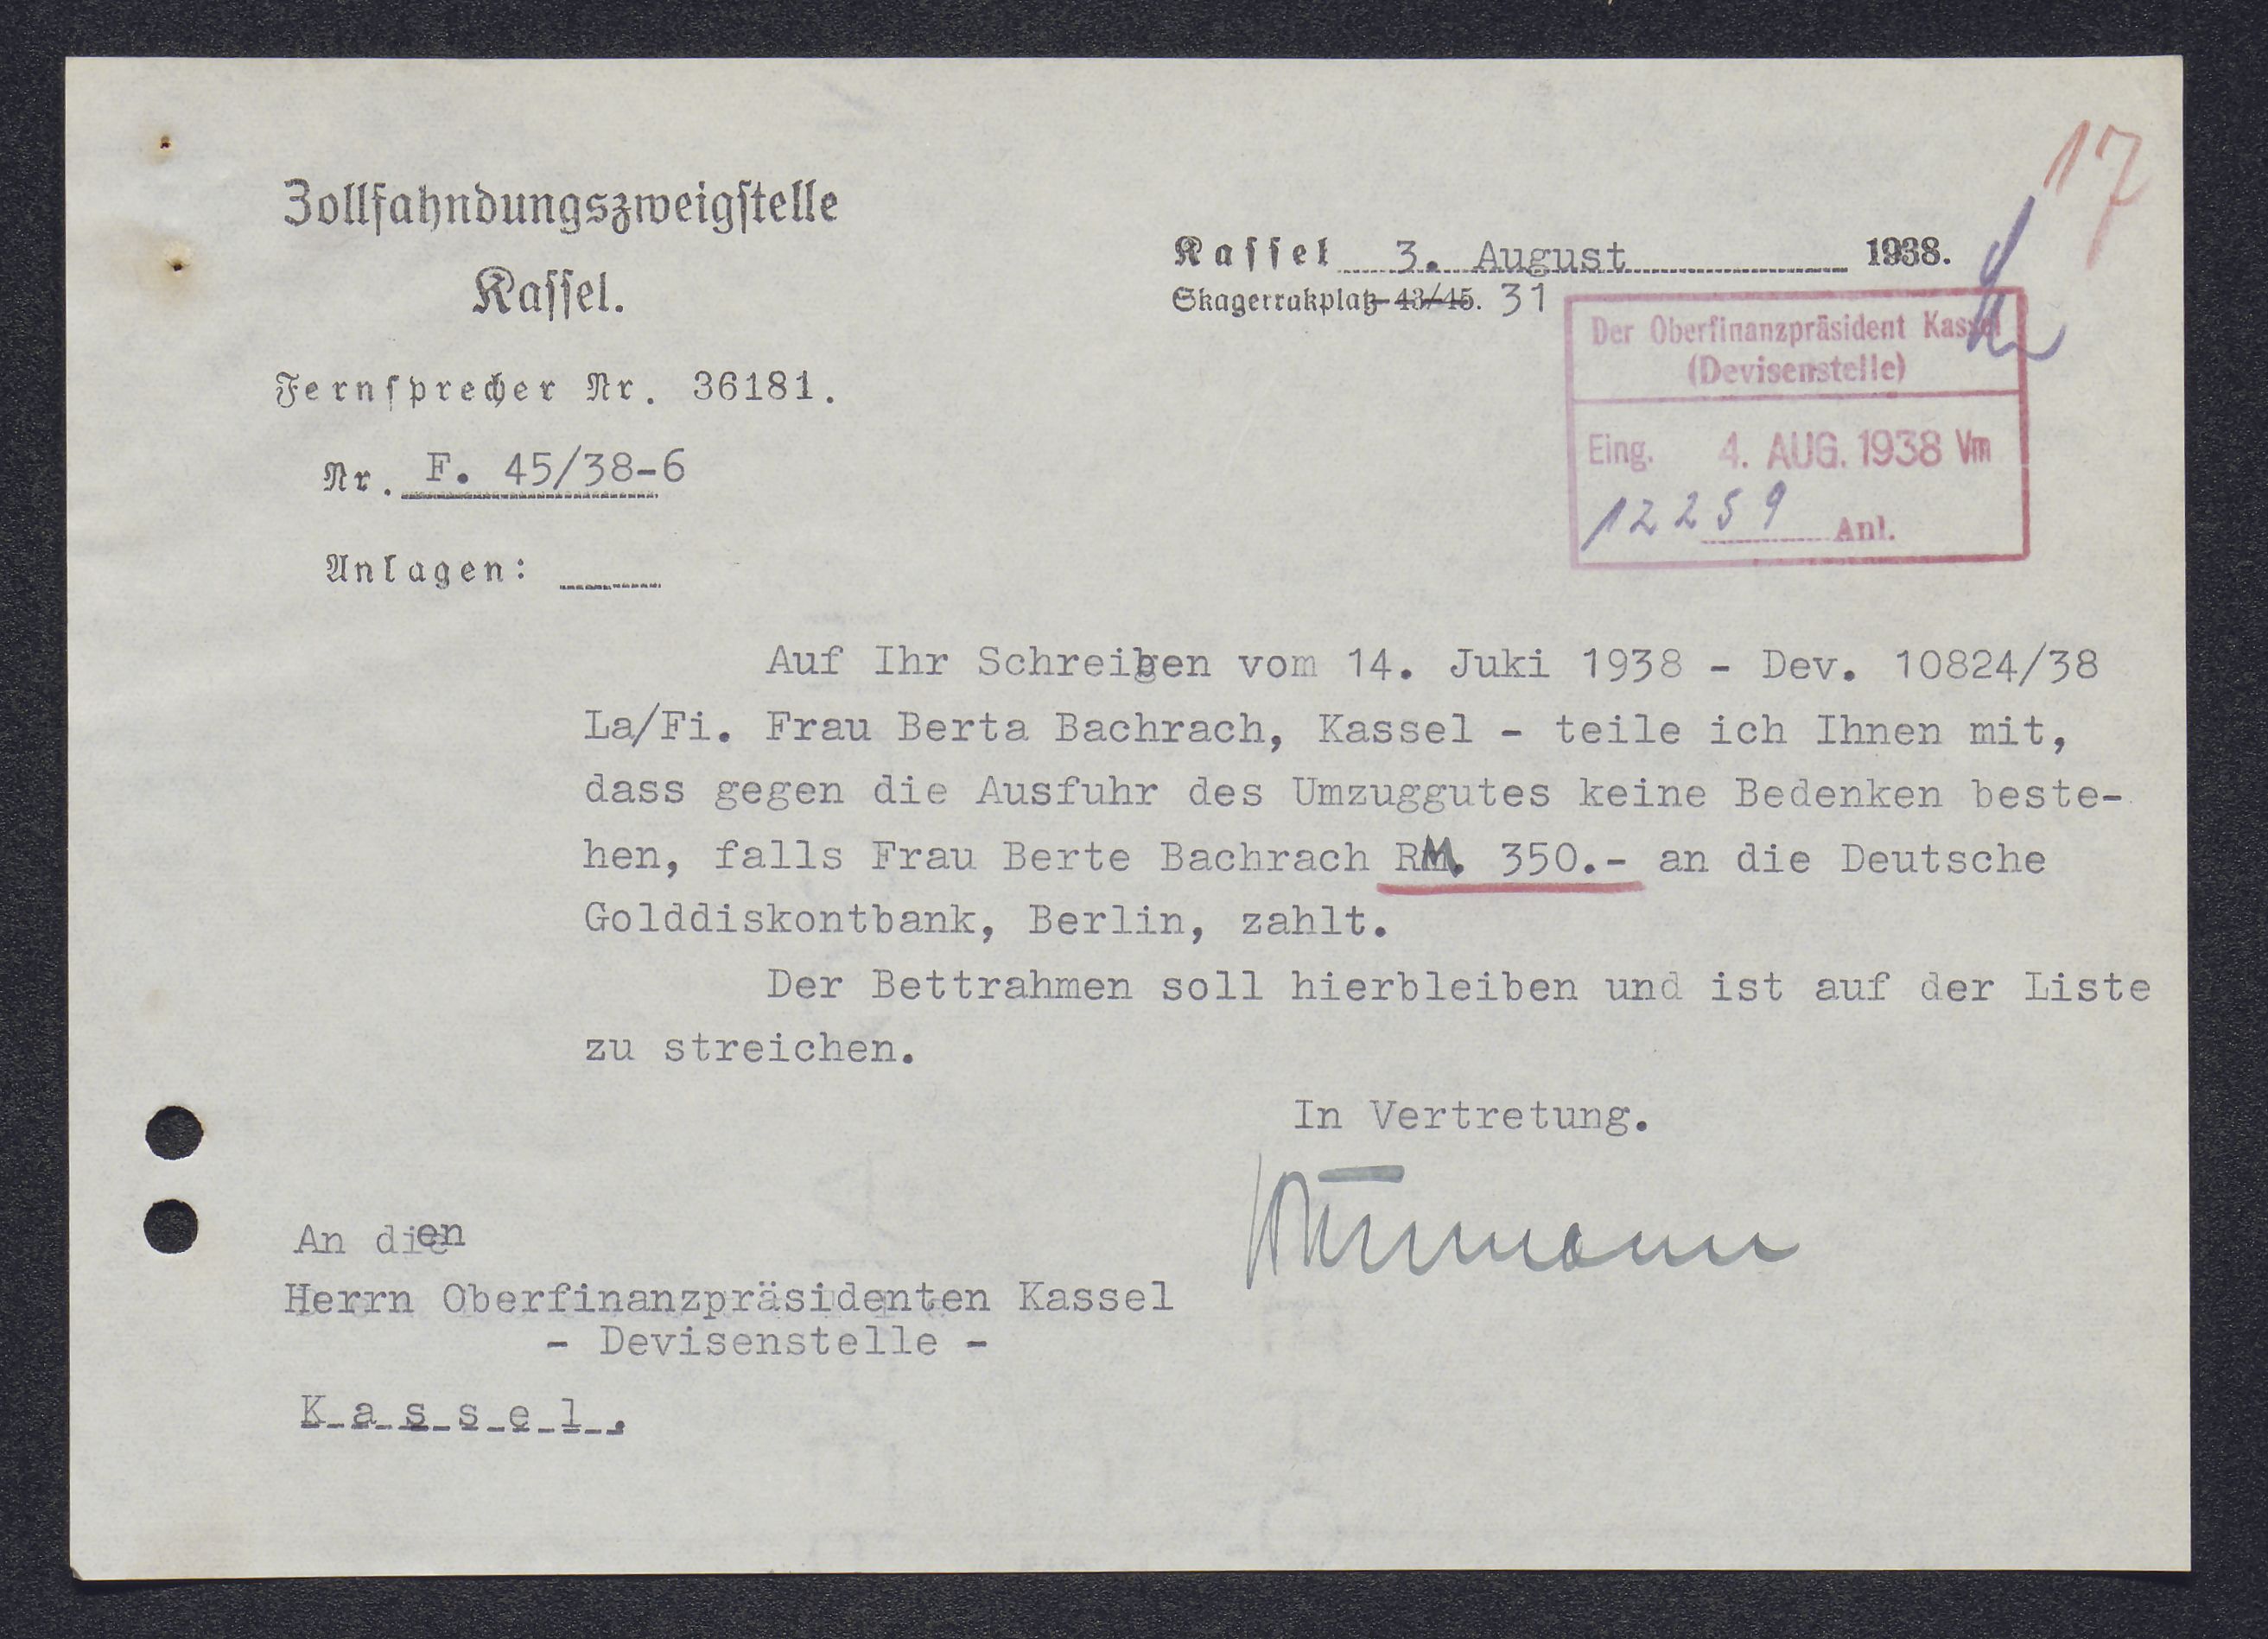 17
Zollfahndungszweigstelle
Kassel.
Kassel 3. August 1938.
Skagerrakplatz 43/45. 31
Fernsprecher Nr. 36181.
Nr. F. 45/38-6
Anlagen:
Der Oberfinanzpräsident Kassel
(Devisenstelle)
Eing. 4. AUG. 1938 Vm
12259 Anl.
Auf Ihr Schreiben vom 14. Juki 1938 - Dev. 10824/38
La/Fi. Frau Berta Bachrach, Kassel - teile ich Ihnen mit,
dass gegen die Ausfuhr des Umzuggutes keine Bedenken beste-
hen, falls Frau Berte Bachrach RM. 350.- an die Deutsche
Golddiskontbank, Berlin, zahlt.
Der Bettrahmen soll hierbleiben und ist auf der Liste
zu streichen.
In Vertretung.
An den
Herrn Oberfinanzpräsidenten Kassel
- Devisenstelle -
Kassel.